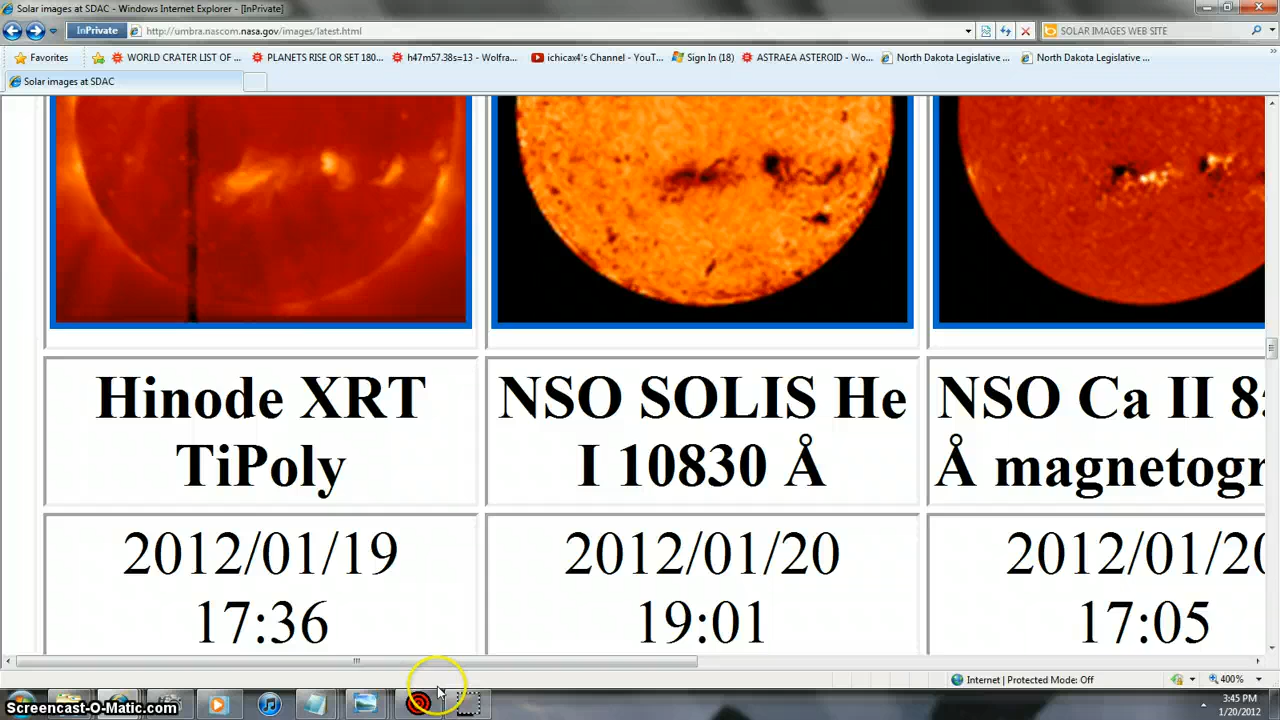 Solar images at SDAC - Windows Internet Explorer - [InPrivate]
InPrivate http://umbra.nascom.nasa.gov/images/latest.html SOLAR IMAGES WEB SITE
Favorites WORLD CRATER LIST OF ... PLANETS RISE OR SET 180... h47m57.38s=13 - Wolfra... ichicax4's Channel - YouT... Sign In (18) ASTRAEA ASTEROID - Wo... North Dakota Legislative ... North Dakota Legislative ...
Solar images at SDAC
Hinode XRT
TiPoly
NSO SOLIS He
I 10830 Å
NSO Ca II 85
Å magnetogr
2012/01/19
17:36
2012/01/20
19:01
2012/01/20
17:05
Internet | Protected Mode: Off 400%
Screencast-O-Matic.com
3:45 PM
1/20/2012